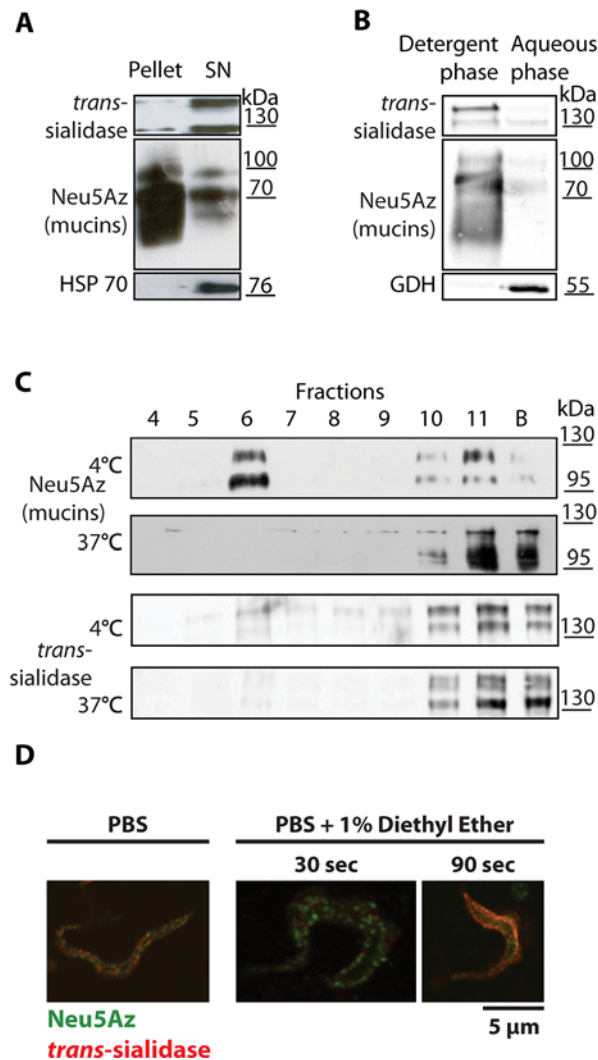 A
Pellet SN
kDa
trans-
sialidase
130
100
70
Neu5Az
(mucins)
HSP 70
76
B
Detergent Aqueous
phase phase
kDa
trans-
sialidase
130
100
70
Neu5Az
(mucins)
GDH
55
C
Fractions
4 5 6 7 8 9 10 11 B
kDa
130
4°C
95
Neu5Az
(mucins)
130
37°C
95
4°C
130
trans-
sialidase
37°C
130
D
PBS
PBS + 1% Diethyl Ether
30 sec 90 sec
Neu5Az
trans-sialidase
5 µm